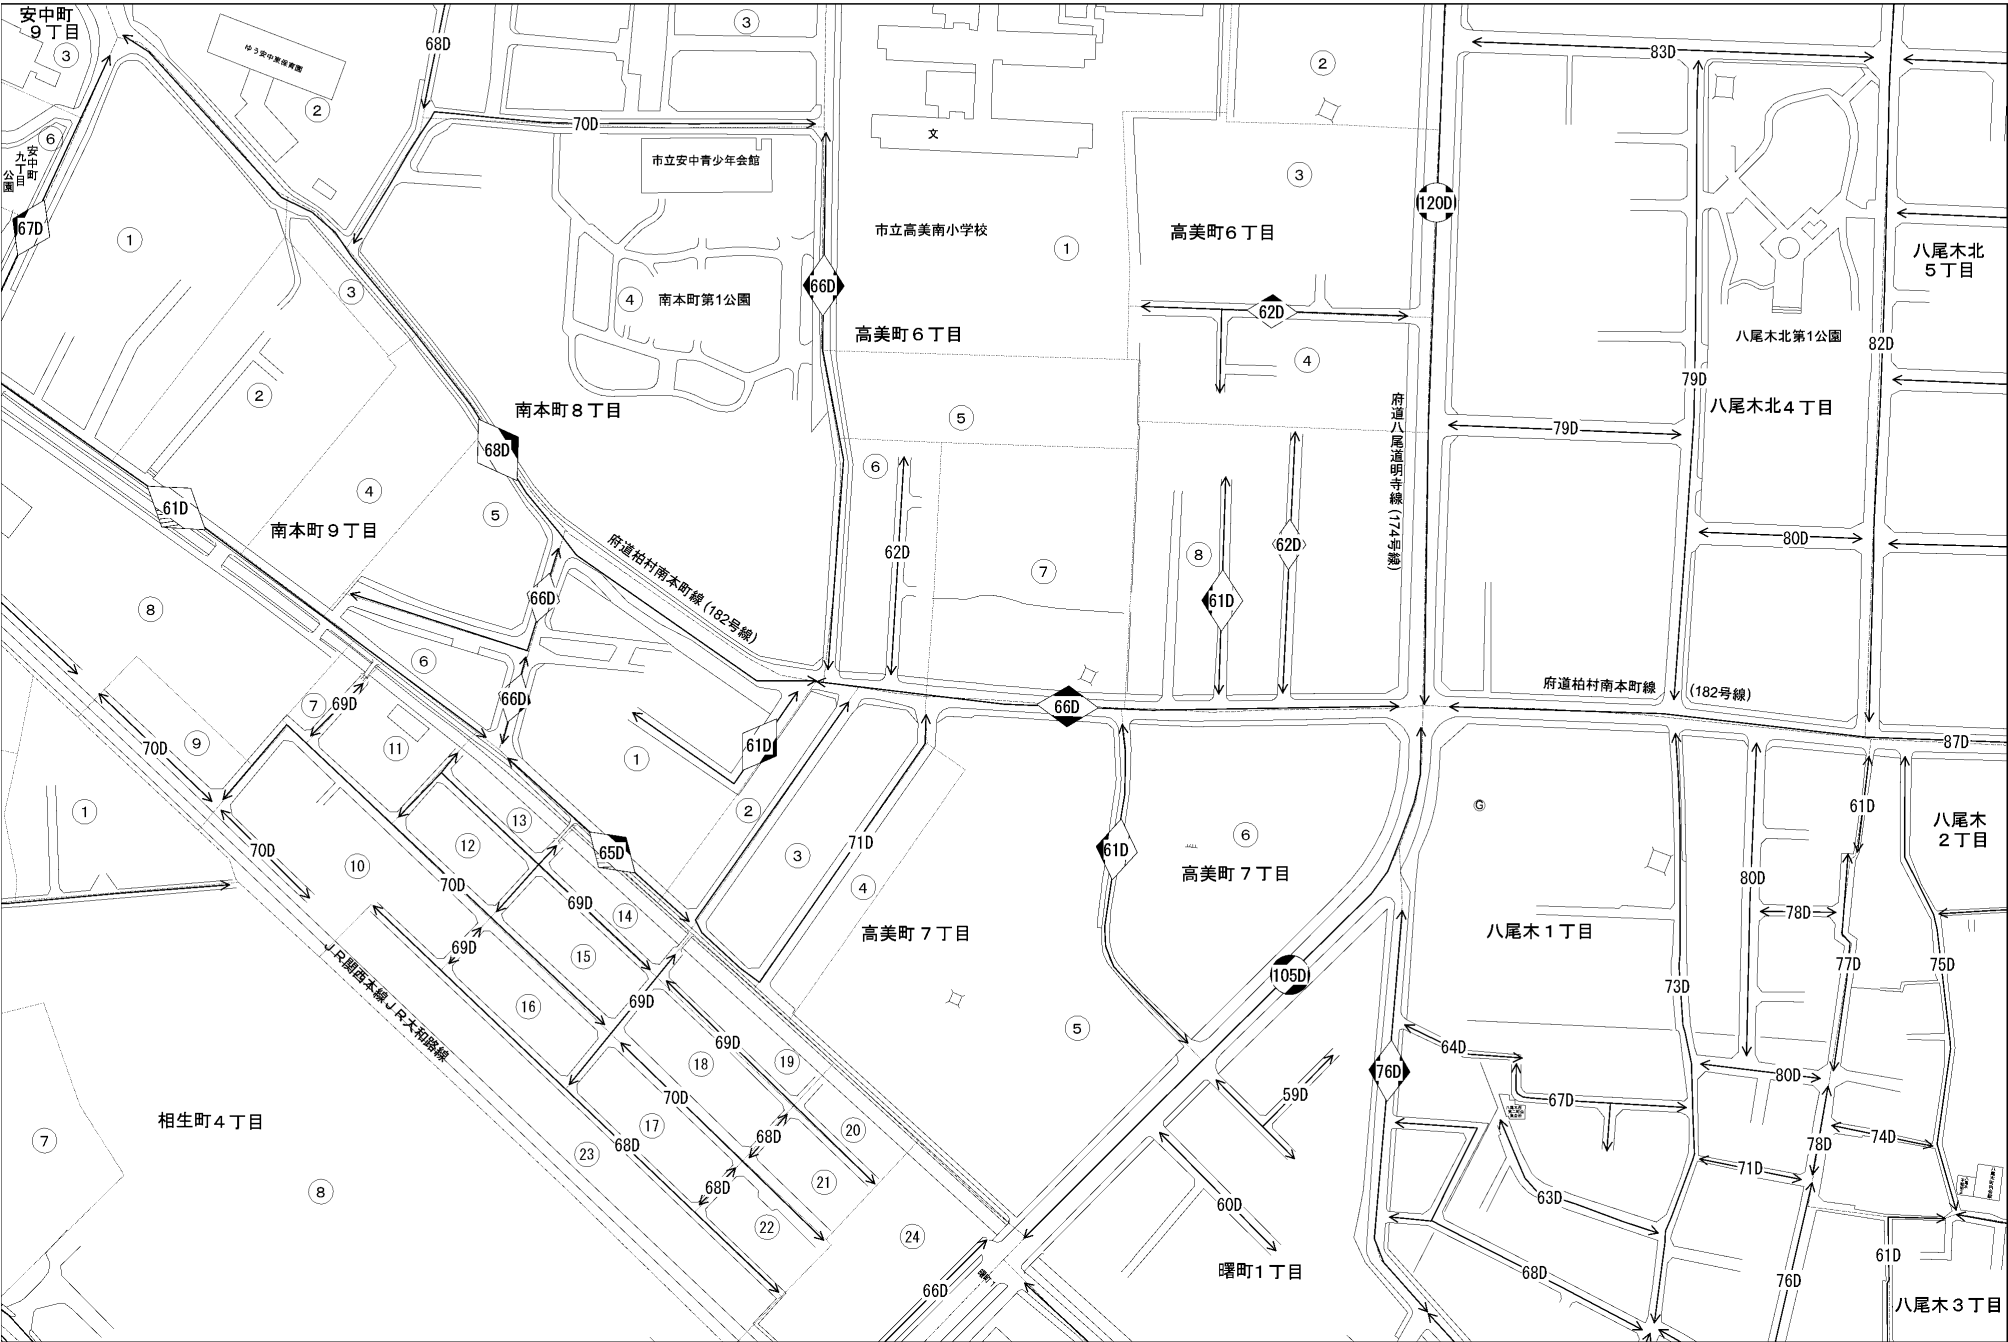 安中町
9丁目
③
ゆう安中東保育園
②
68D
③
70D
市立安中青少年会館
文
②
③
83D
⑥
安中町
九丁目
公園
67D
①
③
④
南本町第1公園
66D
市立高美南小学校
①
高美町6丁目
120D
八尾木北
5丁目
高美町6丁目
62D
④
八尾木北第1公園
82D
79D
八尾木北4丁目
②
南本町8丁目
68D
⑤
府道八尾道明寺線(174号線)
79D
61D
④
南本町9丁目
⑤
⑥
62D
⑦
⑧
62D
61D
80D
府道柏村南本町線(182号線)
66D
⑧
⑥
66D
⑦
69D
⑪
70D
⑨
61D
①
66D
府道柏村南本町線
(182号線)
87D
①
70D
⑩
⑫
⑬
65D
②
③
71D
④
高美町7丁目
61D
⑥
高美町7丁目
G
八尾木1丁目
80D
61D
78D
八尾木
2丁目
70D
69D
⑭
69D
⑮
⑯
69D
JR関西本線JR大和路線
105D
⑤
73D
77D
75D
相生町4丁目
⑦
⑧
69D
⑱
⑲
70D
⑰
68D
㉓
68D
⑳
68D
㉑
㉒
㉔
59D
76D
64D
67D
80D
78D
74D
71D
63D
60D
曙町1丁目
68D
66D
曙町1
76D
61D
八尾木3丁目